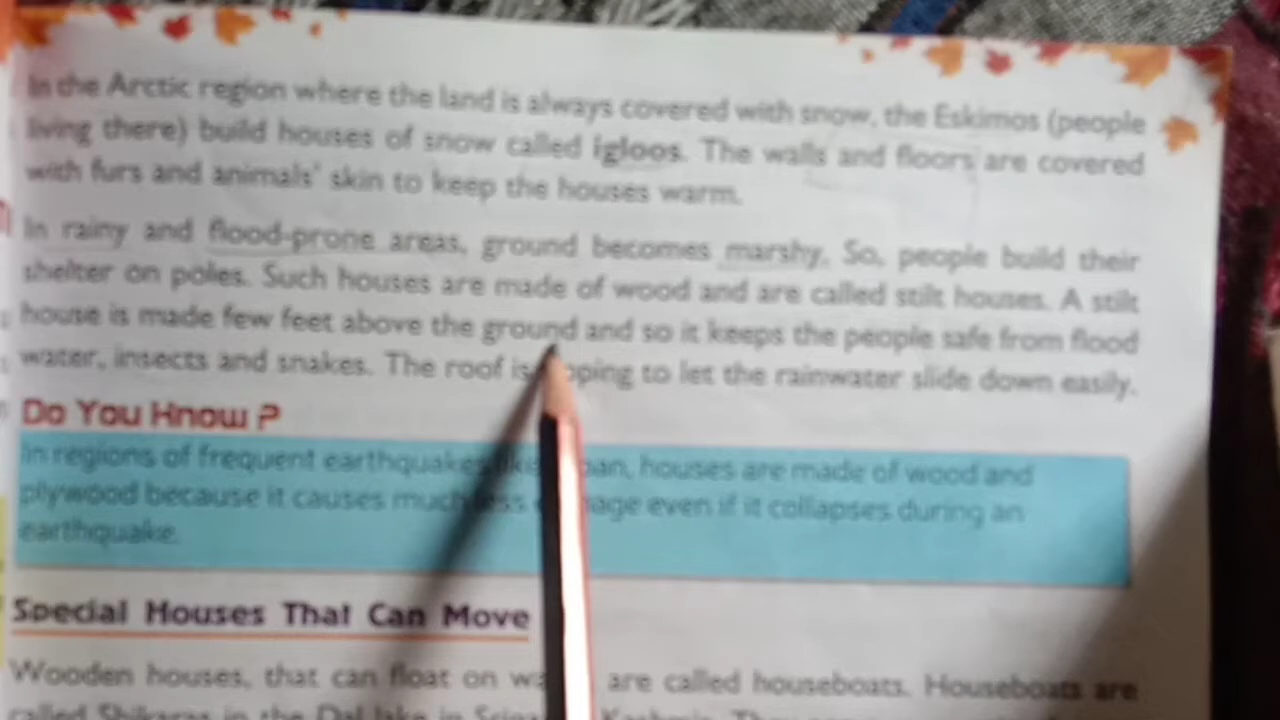 In the Arctic region where the land is always covered with snow, the Eskimos (people
living there) build houses of snow called igloos. The walls and floors are covered
with furs and animals' skin to keep the houses warm.
In rainy and flood-prone areas, ground becomes marshy. So, people build their
shelter on poles. Such houses are made of wood and are called stilt houses. A stilt
house is made few feet above the ground and so it keeps the people safe from flood
water, insects and snakes. The roof is to let the rainwater slide down easily.
Do You Know ?
In regions of frequent earthquakes houses are made of wood and
plywood because it causes much less even if it collapses during an
earthquake.
Special Houses That Can Move
Wooden houses, that can float on are called houseboats. Houseboats are
called Shikaras in the Dal lake in Kashmir.